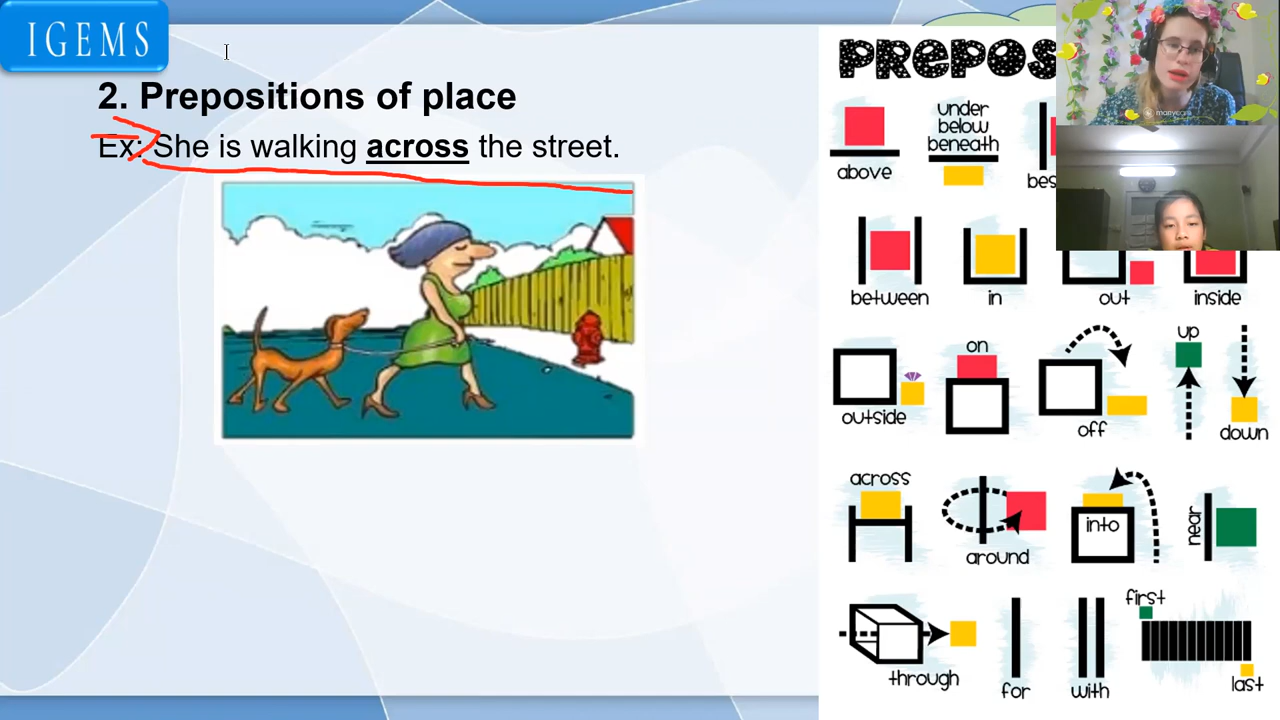 IGEMS
2. Prepositions of place
Ex: She is walking across the street.
PREPOS
above
under
below
beneath
bes
between
in
out
inside
outside
on
off
up
down
across
around
into
near
through
for
with
first
last
manycam